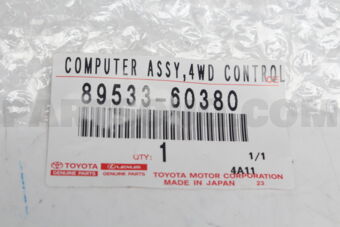 COMPUTER ASSY,4WD CONTROL
89533-60380
QTY: 1 1/1
4A11
TOYOTA LEXUS
GENUINE PARTS GENUINE PARTS
TOYOTA MOTOR CORPORATION
MADE IN JAPAN 23